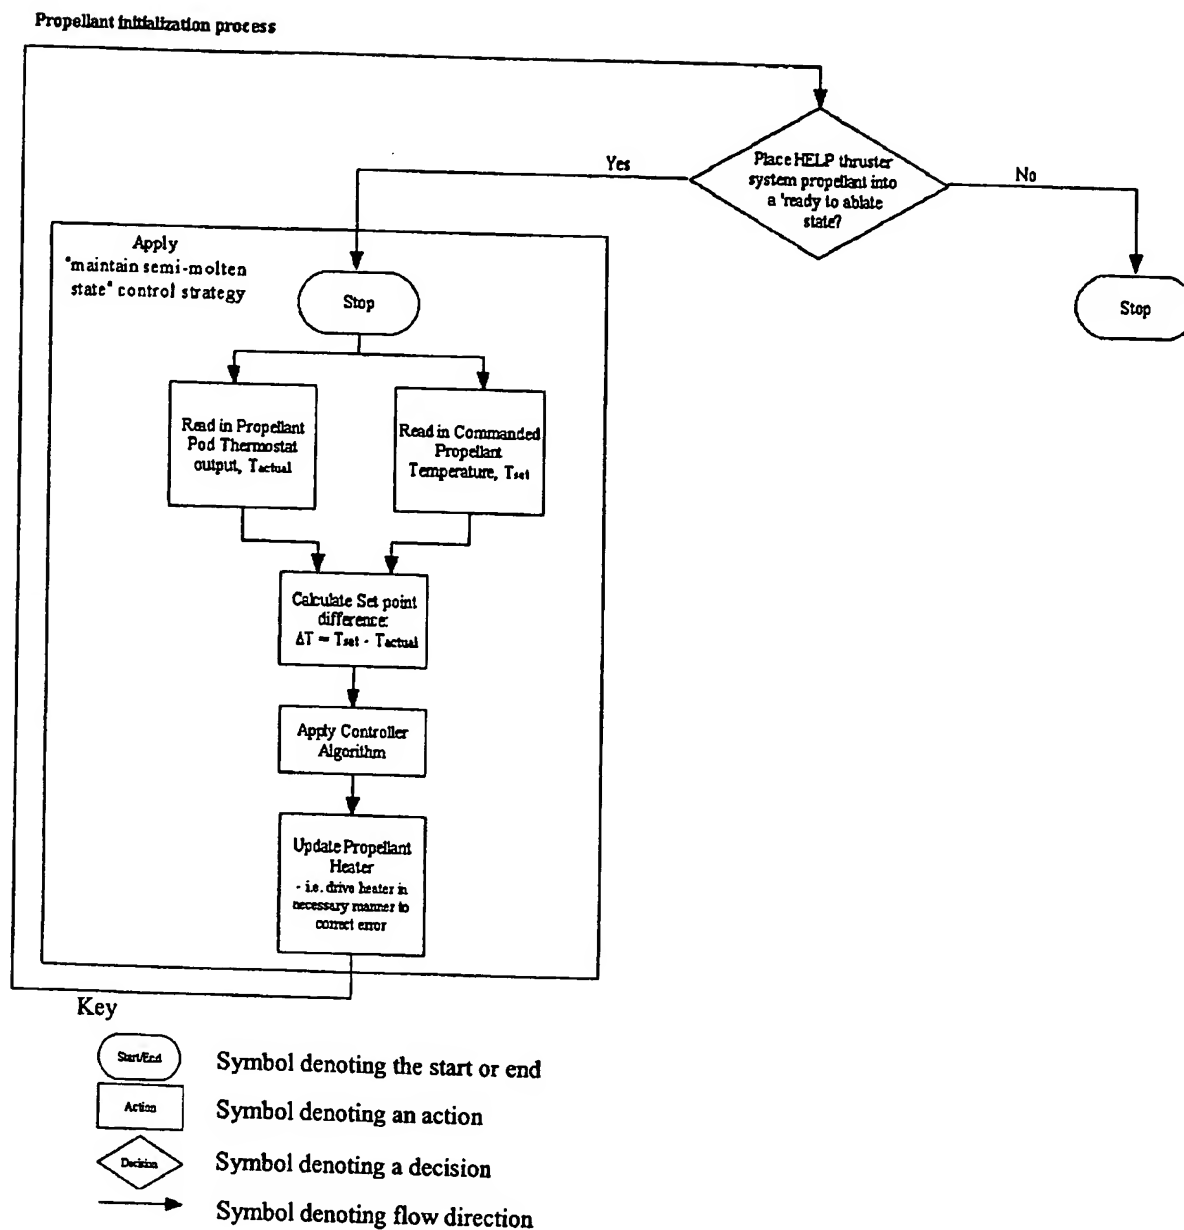 Propellant initialization process
Place HELP thruster
system propellant into
a 'ready to ablate
state?
Yes
No
Apply
"maintain semi-molten
state" control strategy
Stop
Stop
Read in Propellant
Pod Thermostat
output, Tactual
Read in Commanded
Propellant
Temperature, Tset
Calculate Set point
difference:
ΔT = Tset - Tactual
Apply Controller
Algorithm
Update Propellant
Heater
- i.e. drive heater in
necessary manner to
correct error
Key
Start/End
Symbol denoting the start or end
Action
Symbol denoting an action
Decision
Symbol denoting a decision
Symbol denoting flow direction